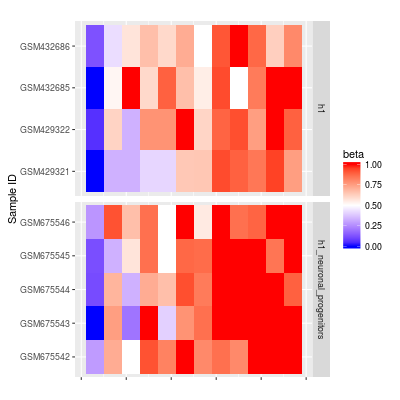 Sample ID
GSM432686
GSM432685
GSM429322
GSM429321
h1
GSM675546
GSM675545
GSM675544
GSM675543
GSM675542
h1_neuronal_progenitors
beta
1.00
0.75
0.50
0.25
0.00